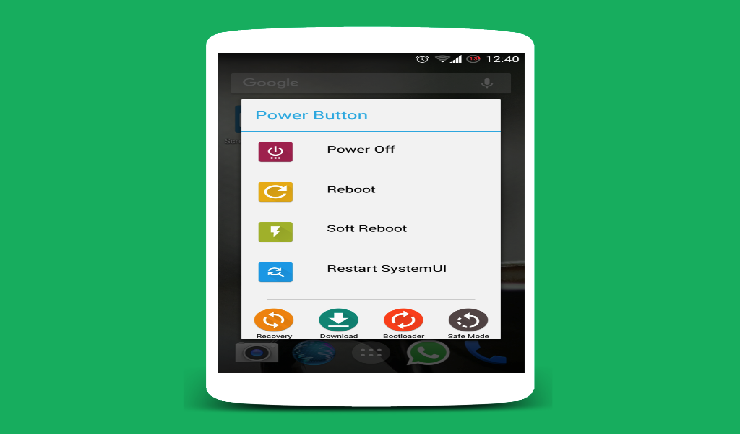 12.40
Google
Power Button
Power Off
Reboot
Soft Reboot
Restart SystemUI
Recovery
Download
Bootloader
Safe Mode